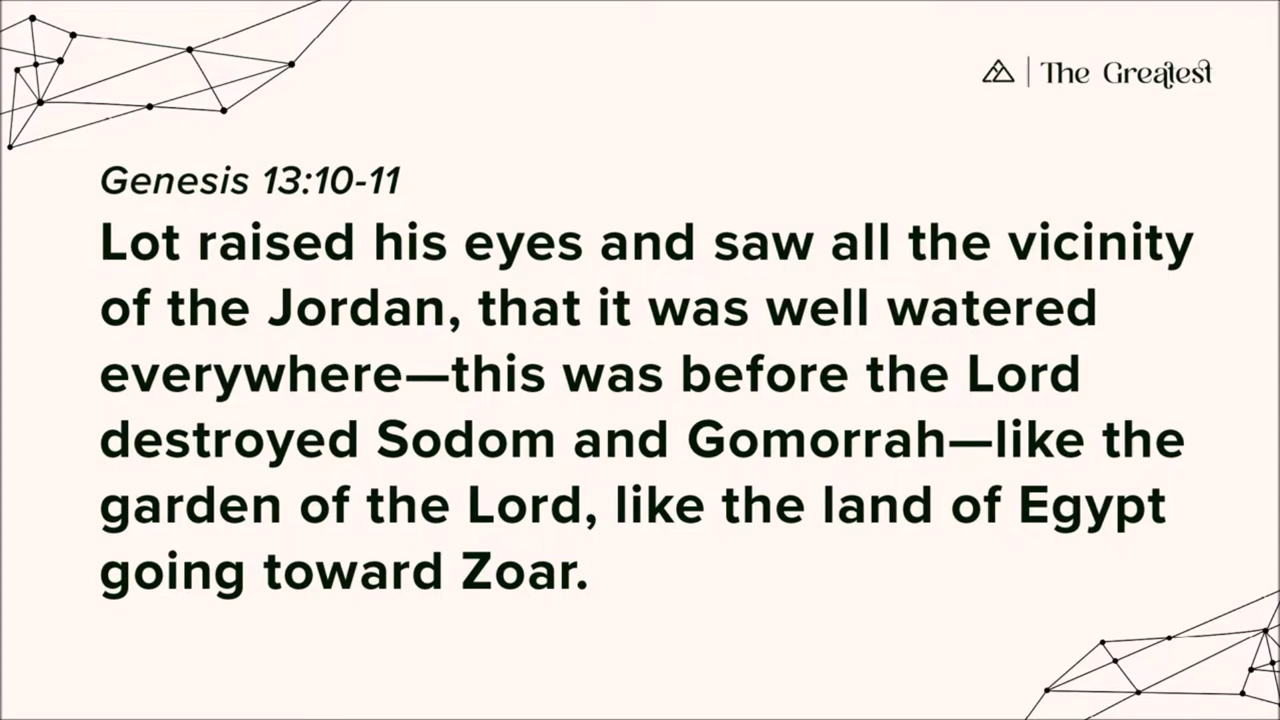 The Greatest
Genesis 13:10-11
Lot raised his eyes and saw all the vicinity
of the Jordan, that it was well watered
everywhere—this was before the Lord
destroyed Sodom and Gomorrah—like the
garden of the Lord, like the land of Egypt
going toward Zoar.